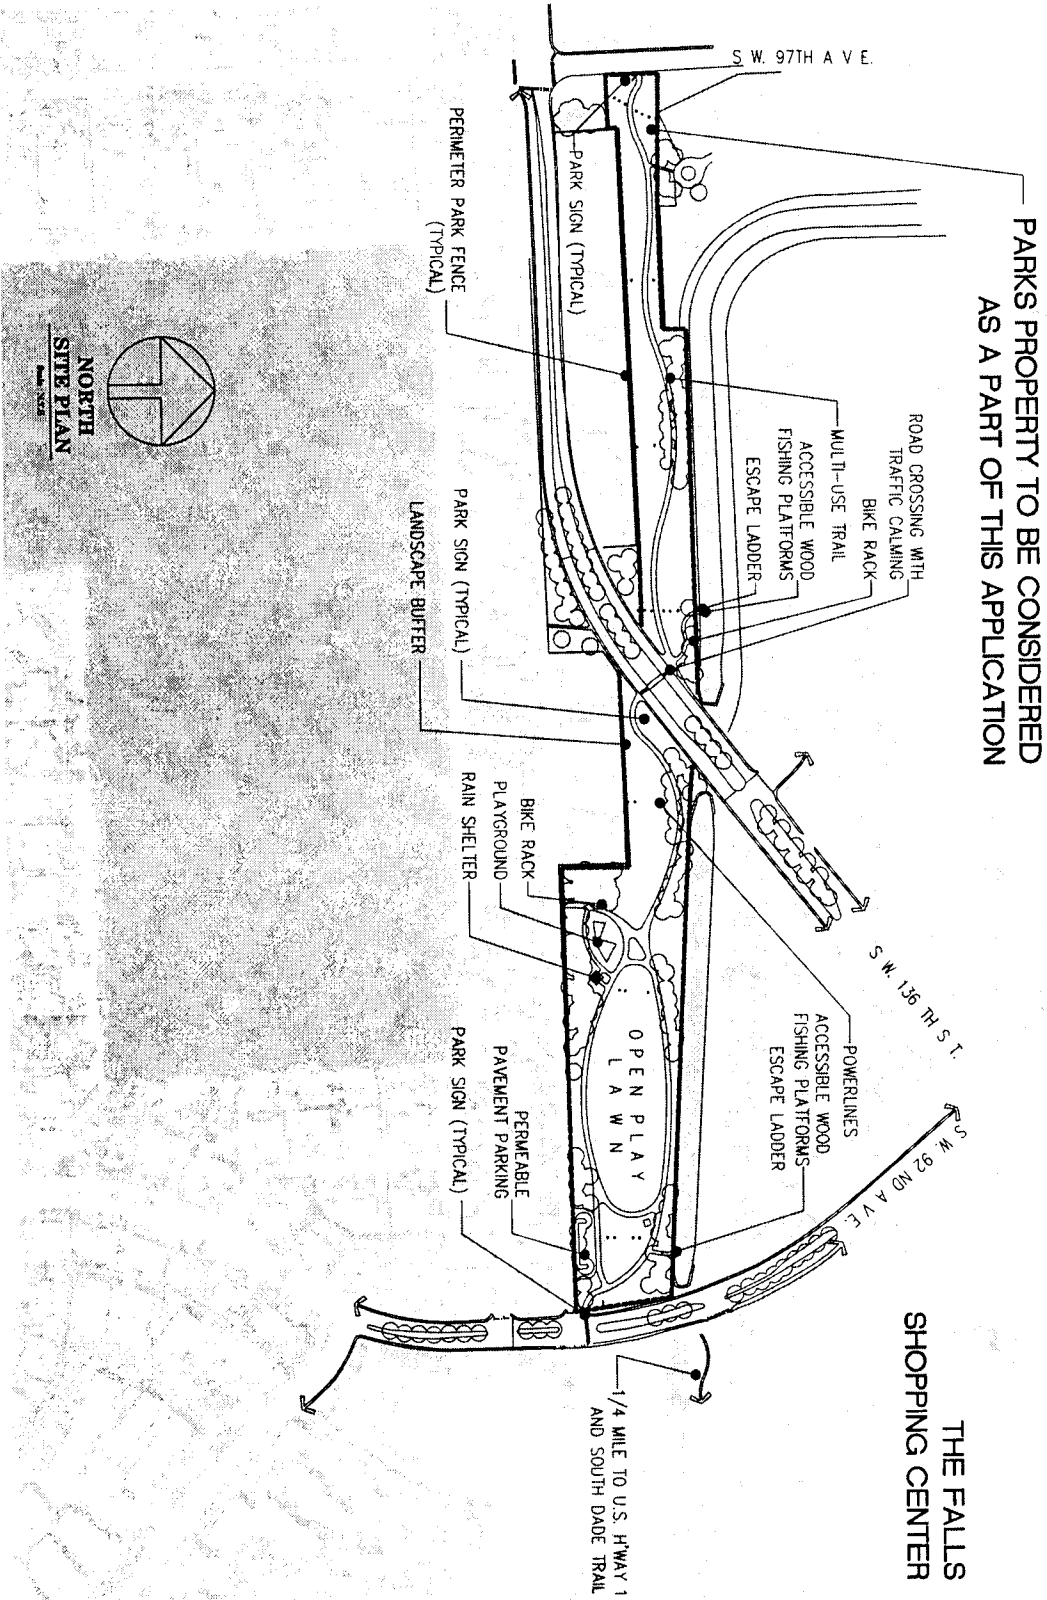 PARKS PROPERTY TO BE CONSIDERED
AS A PART OF THIS APPLICATION
THE FALLS
SHOPPING CENTER
S W. 97TH A V E.
ROAD CROSSING WITH
TRAFFIC CALMING
BIKE RACK
MULTI-USE TRAIL
ACCESSIBLE WOOD
FISHING PLATFORMS
ESCAPE LADDER
S W. 136 TH S T.
S W. 92 ND A V E.
POWERLINES
ACCESSIBLE WOOD
FISHING PLATFORMS
ESCAPE LADDER
PARK SIGN (TYPICAL)
OPEN PLAY
LAWN
1/4 MILE TO U.S. H'WAY 1
AND SOUTH DADE TRAIL
PERIMETER PARK FENCE
(TYPICAL)
PARK SIGN (TYPICAL)
LANDSCAPE BUFFER
BIKE RACK
PLAYGROUND
RAIN SHELTER
PERMEABLE
PAVEMENT PARKING
PARK SIGN (TYPICAL)
NORTH
SITE PLAN